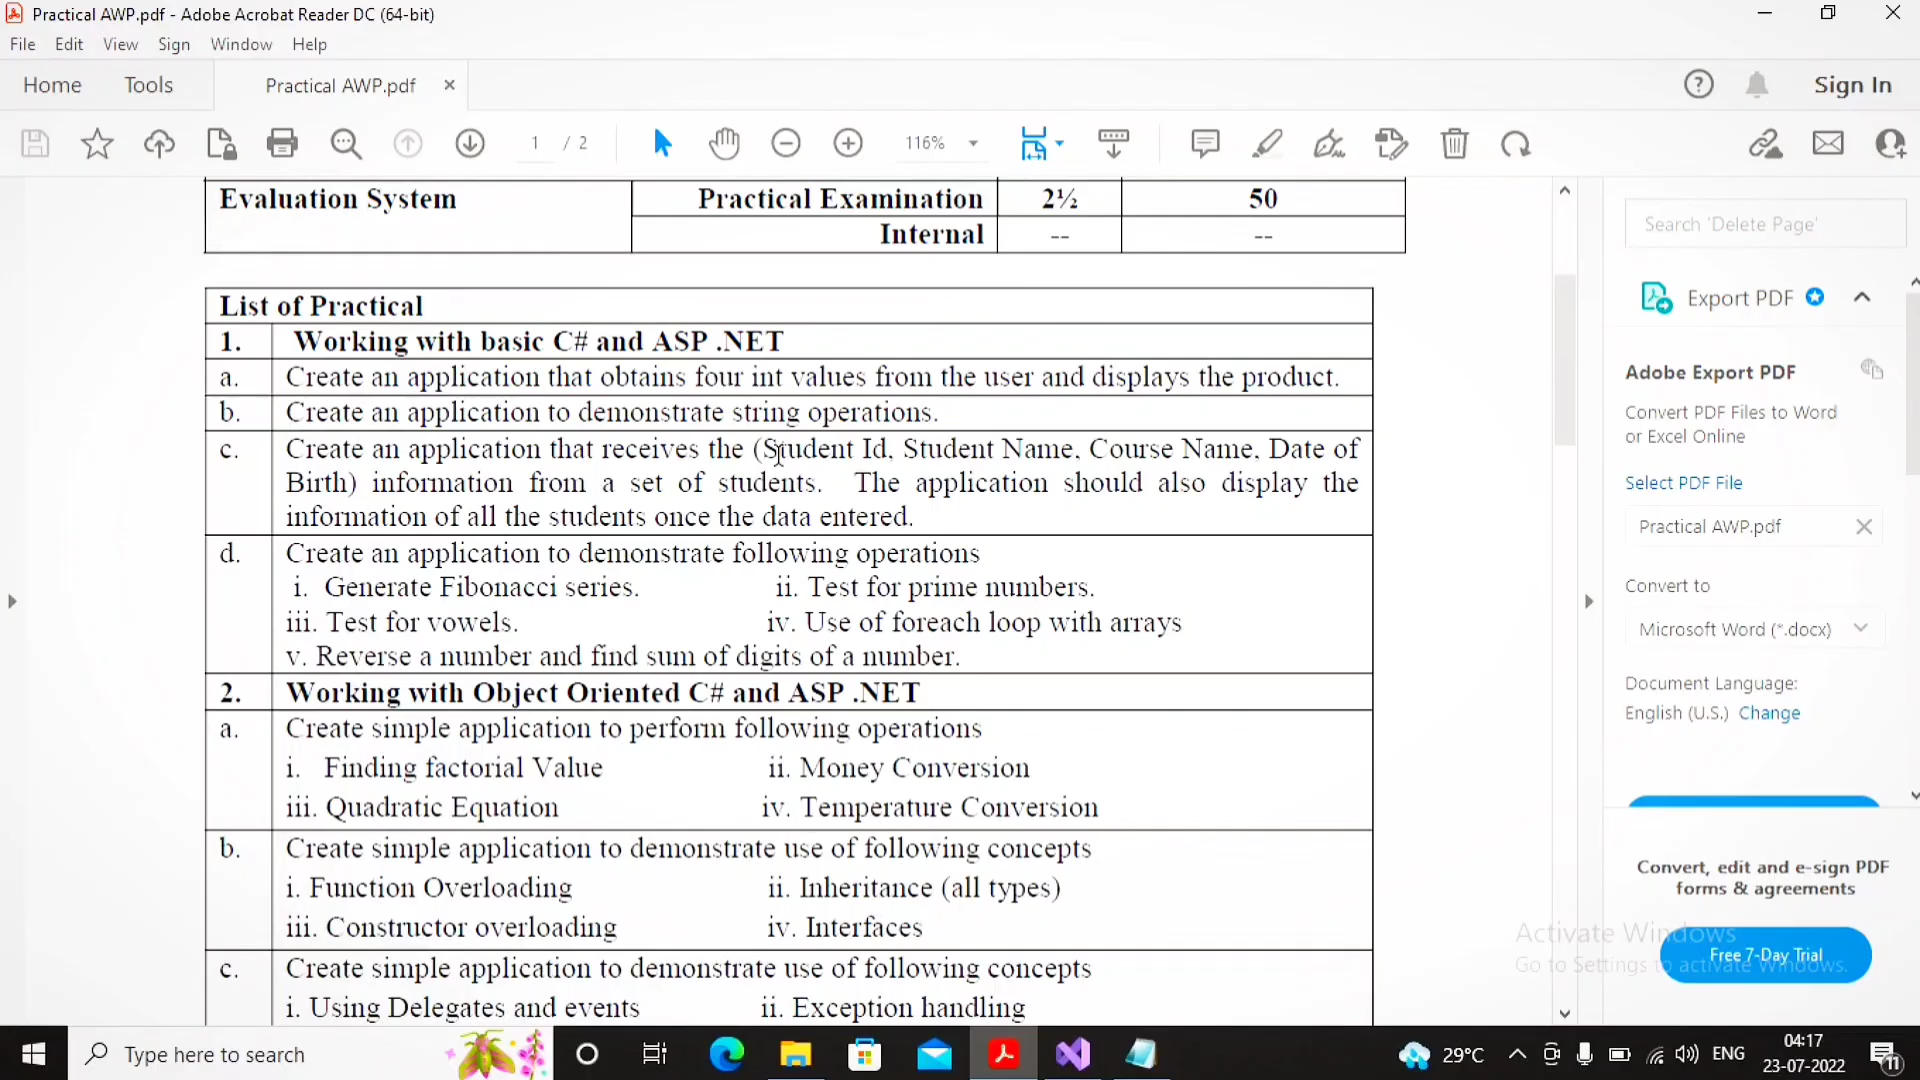 Practical AWP.pdf - Adobe Acrobat Reader DC (64-bit)
File Edit View Sign Window Help
Home Tools Practical AWP.pdf × Sign In
1 / 2 116%
Evaluation System Practical Examination 2½ 50
Internal -- --
List of Practical
1. Working with basic C# and ASP .NET
a. Create an application that obtains four int values from the user and displays the product.
b. Create an application to demonstrate string operations.
c. Create an application that receives the (Student Id, Student Name, Course Name, Date of
Birth) information from a set of students. The application should also display the
information of all the students once the data entered.
d. Create an application to demonstrate following operations
i. Generate Fibonacci series. ii. Test for prime numbers.
iii. Test for vowels. iv. Use of foreach loop with arrays
v. Reverse a number and find sum of digits of a number.
2. Working with Object Oriented C# and ASP .NET
a. Create simple application to perform following operations
i. Finding factorial Value ii. Money Conversion
iii. Quadratic Equation iv. Temperature Conversion
b. Create simple application to demonstrate use of following concepts
i. Function Overloading ii. Inheritance (all types)
iii. Constructor overloading iv. Interfaces
c. Create simple application to demonstrate use of following concepts
i. Using Delegates and events ii. Exception handling
Search 'Delete Page'
Export PDF
Adobe Export PDF
Convert PDF Files to Word
or Excel Online
Select PDF File
Practical AWP.pdf
Convert to
Microsoft Word (*.docx)
Document Language:
English (U.S.) Change
Convert, edit and e-sign PDF
forms & agreements
Free 7-Day Trial
Activate Windows
Go to Settings to activate Windows.
Type here to search
29°C ENG 04:17
23-07-2022
11